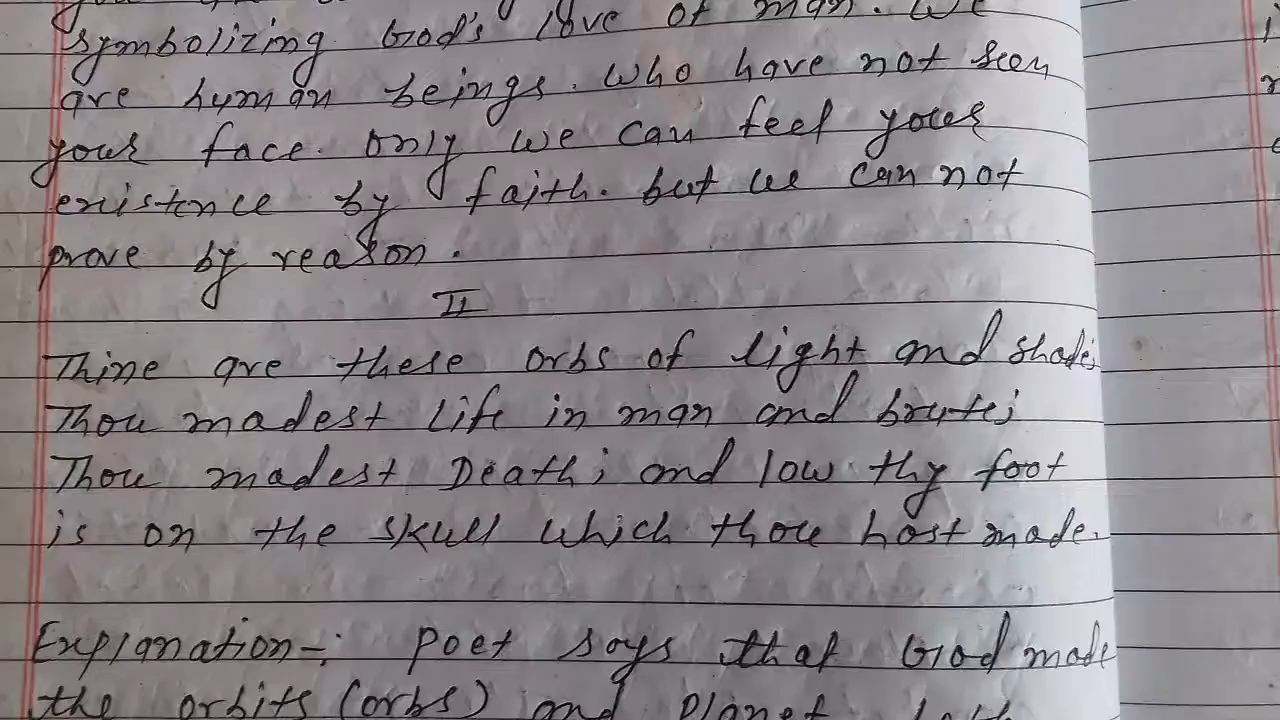 symbolizing God's love of man. We
are human beings. who have not seen
your face. only we can feel your
existence by faith. but we can not
prove by reason.
II
Thine are these orbs of light and shade;
Thou madest Life in man and brute;
Thou madest Death; and low thy foot
is on the skull which thou hast made.
Explanation-: poet says that God made
the orbits (orbs) and planet